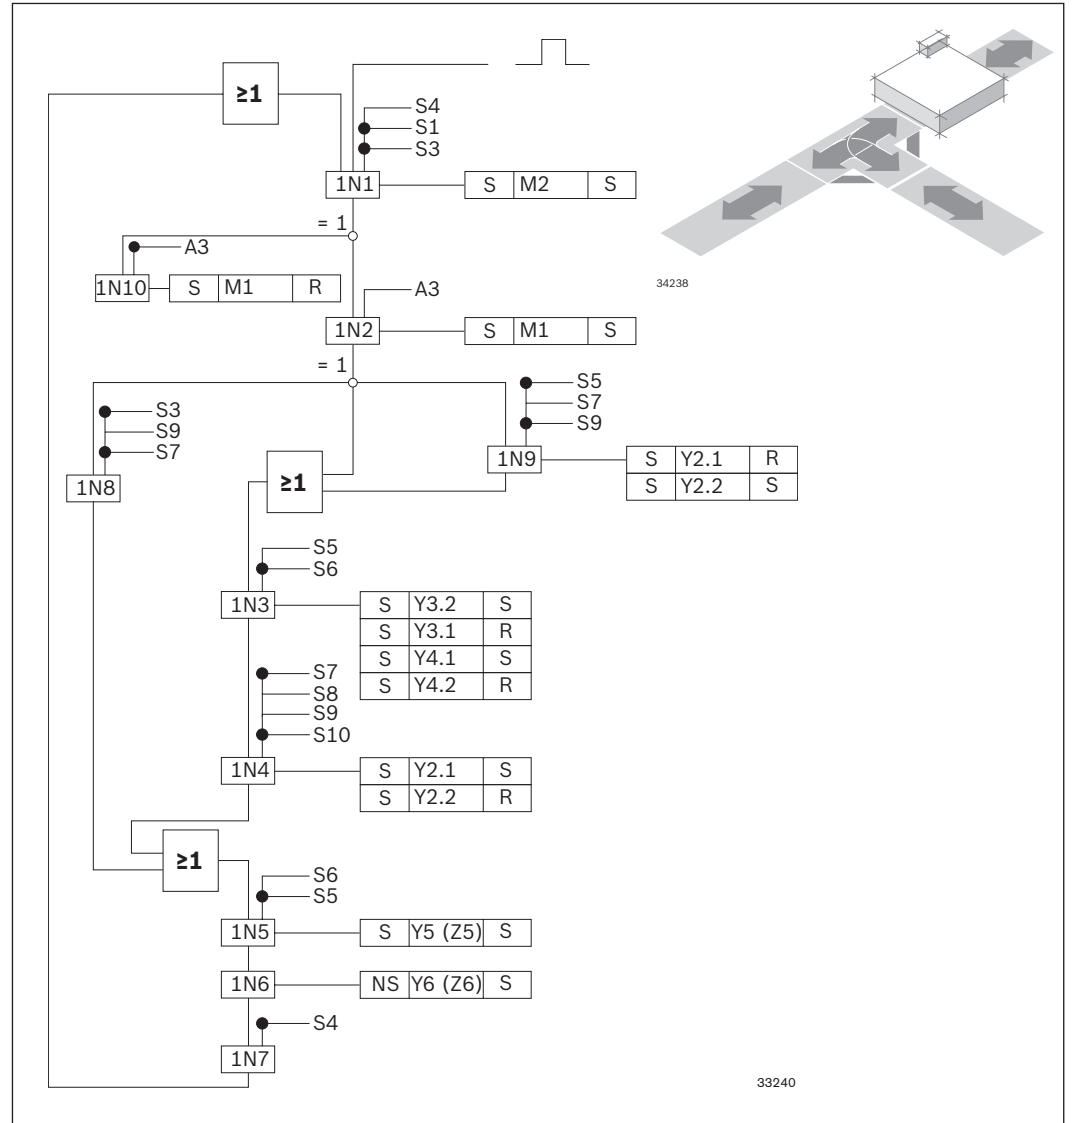 ≥1
S4
S1
S3
1N1
S M2 S
= 1
A3
1N10
S M1 R
34238
A3
1N2
S M1 S
= 1
S5
S7
S9
S3
S9
S7
1N9
S Y2.1 R
S Y2.2 S
1N8
≥1
S5
S6
1N3
S Y3.2 S
S Y3.1 R
S Y4.1 S
S Y4.2 R
S7
S8
S9
S10
1N4
S Y2.1 S
S Y2.2 R
≥1
S6
S5
1N5
S Y5 (Z5) S
1N6
NS Y6 (Z6) S
S4
1N7
33240